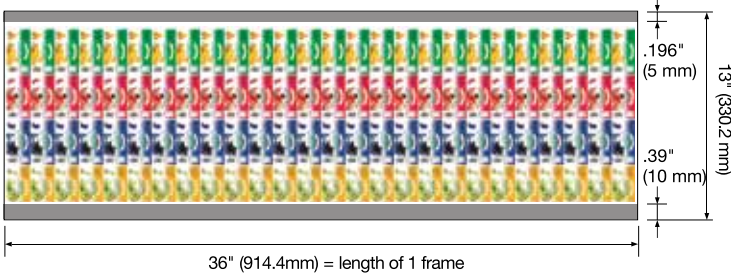 .196"
(5 mm)
13" (330.2 mm)
.39"
(10 mm)
36" (914.4mm) = length of 1 frame